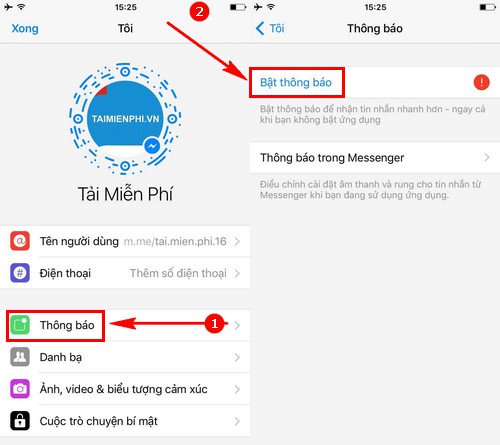 15:25
Xong
Tôi
TAIMIENPHI.VN
Tải Miễn Phí
Tên người dùng m.me/tai.mien.phi.16
Điện thoại Thêm số điện thoại
Thông báo
1
Danh bạ
Ảnh, video & biểu tượng cảm xúc
Cuộc trò chuyện bí mật
2
15:25
Tôi
Thông báo
Bật thông báo
!
Bật thông báo để nhận tin nhắn nhanh hơn - ngay cả
khi bạn không bật ứng dụng
Thông báo trong Messenger
Điều chỉnh cài đặt âm thanh và rung cho tin nhắn từ
Messenger khi bạn đang sử dụng ứng dụng.